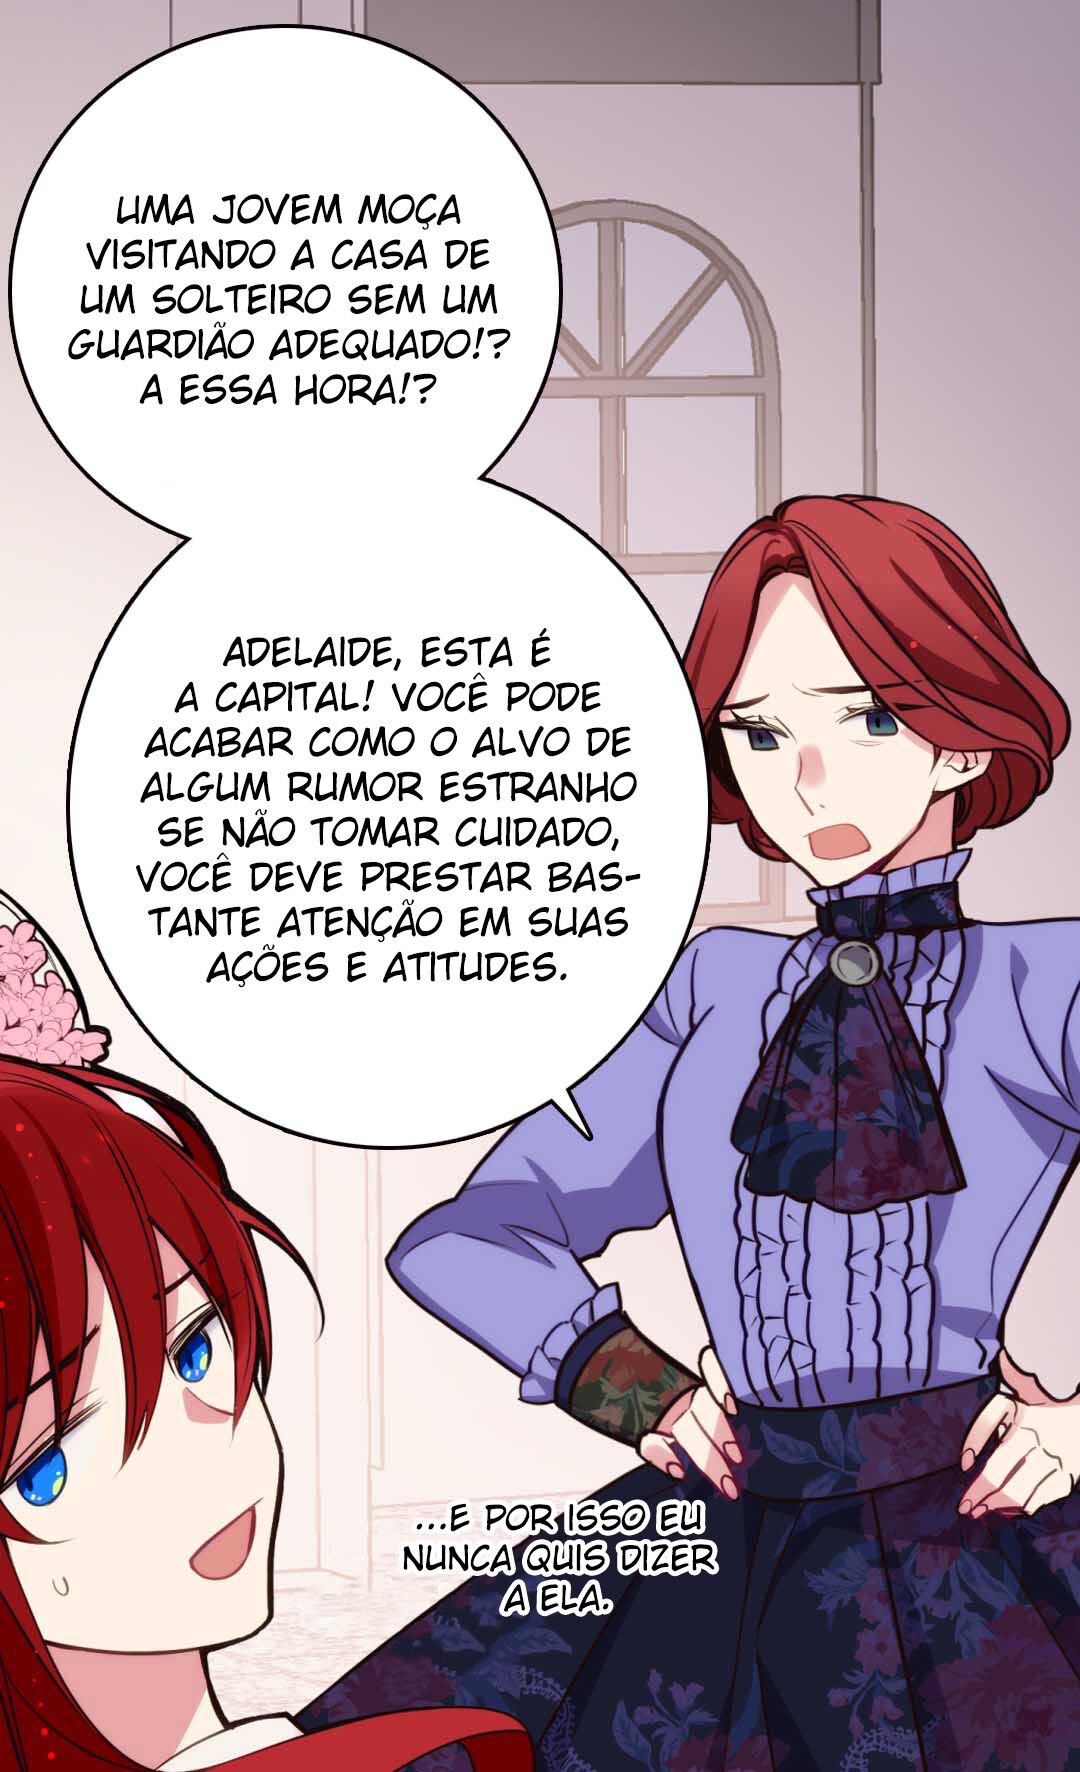 UMA JOVEM MOÇA
VISITANDO A CASA DE
UM SOLTEIRO SEM UM
GUARDIÃO ADEQUADO!?
A ESSA HORA!?
ADELAIDE, ESTA É
A CAPITAL! VOCÊ PODE
ACABAR COMO O ALVO DE
ALGUM RUMOR ESTRANHO
SE NÃO TOMAR CUIDADO,
VOCÊ DEVE PRESTAR BAS-
TANTE ATENÇÃO EM SUAS
AÇÕES E ATITUDES.
...E POR ISSO EU
NUNCA QUIS DIZER
A ELA.